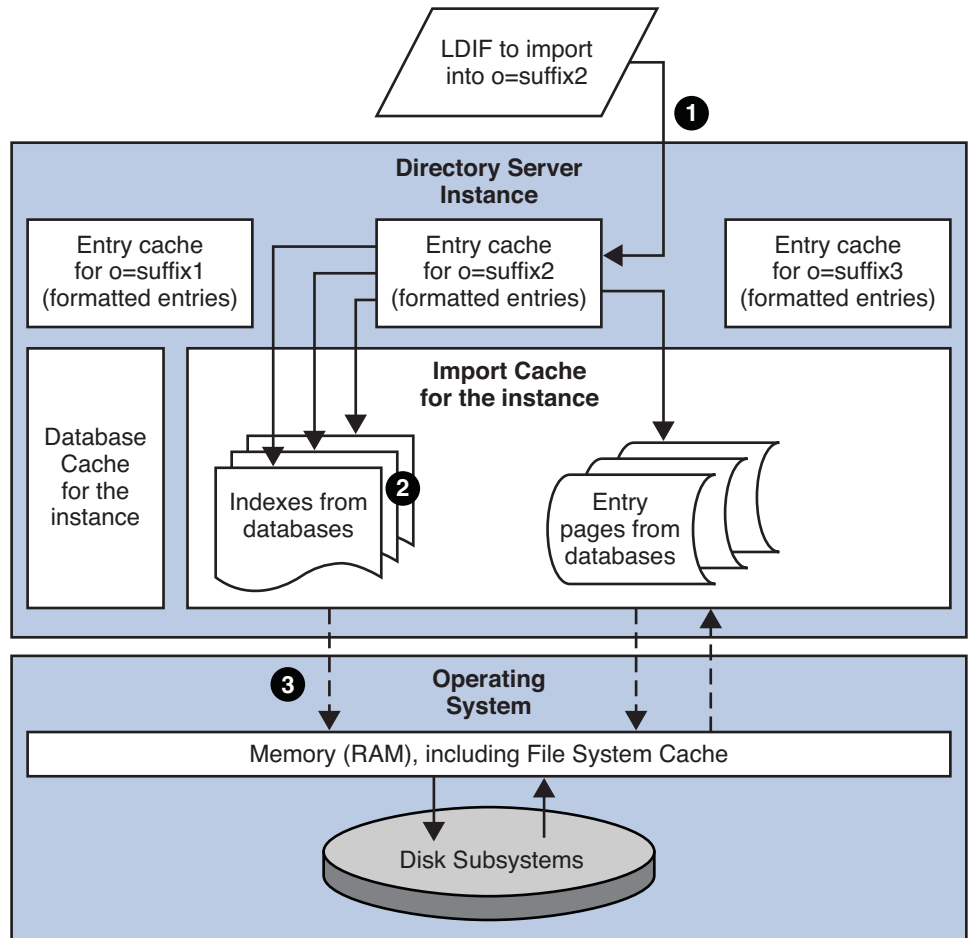 LDIF to import
into o=suffix2
1
Directory Server
Instance
Entry cache
for o=suffix1
(formatted entries)
Entry cache
for o=suffix2
(formatted entries)
Entry cache
for o=suffix3
(formatted entries)
Database
Cache
for the
instance
Import Cache
for the instance
2
Indexes from
databases
Entry
pages from
databases
3
Operating
System
Memory (RAM), including File System Cache
Disk Subsystems